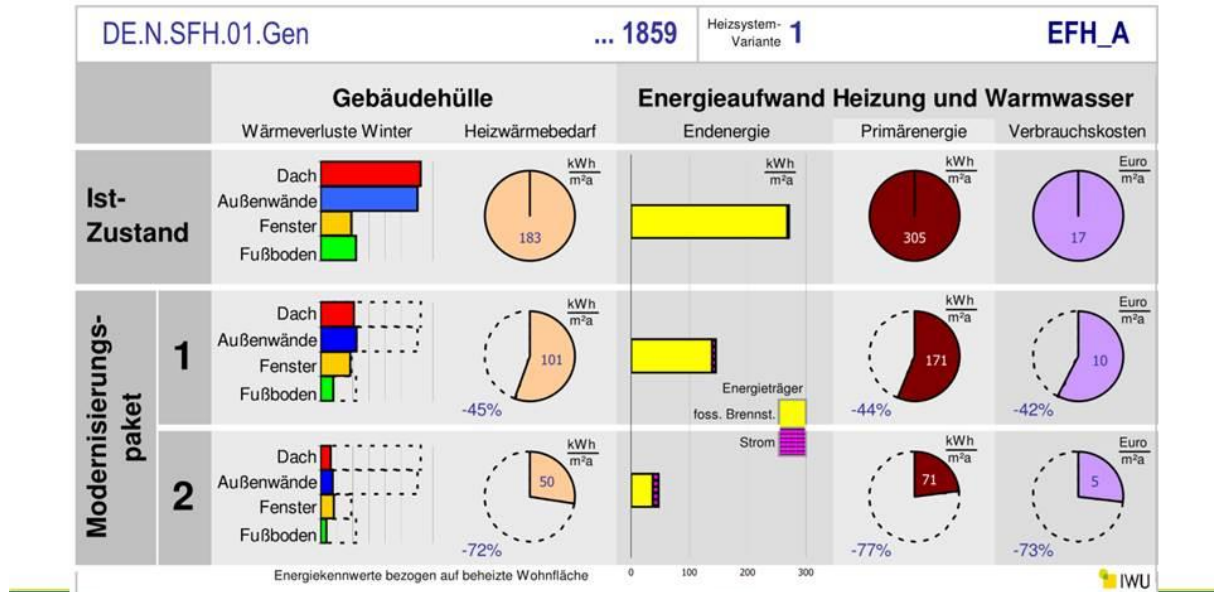 DE.N.SFH.01.Gen ... 1859 Heizsystem- Variante 1 EFH_A
Gebäudehülle Energieaufwand Heizung und Warmwasser
Wärmeverluste Winter Heizwärmebedarf Endenergie Primärenergie Verbrauchskosten
Ist-
Zustand
Dach
Außenwände
Fenster
Fußboden
kWh
m²a
183
kWh
m²a
kWh
m²a
305
Euro
m²a
17
Modernisierungs-
paket
1
Dach
Außenwände
Fenster
Fußboden
kWh
m²a
101
-45%
Energieträger
foss. Brennst.
Strom
kWh
m²a
171
-44%
Euro
m²a
10
-42%
2
Dach
Außenwände
Fenster
Fußboden
kWh
m²a
50
-72%
kWh
m²a
71
-77%
Euro
m²a
5
-73%
Energiekennwerte bezogen auf beheizte Wohnfläche
0 100 200 300
IWU